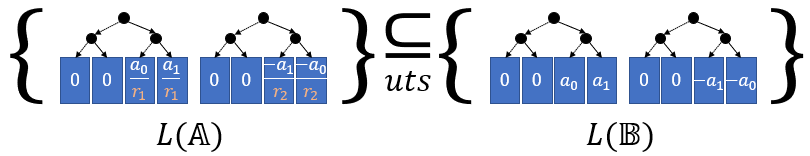 { 0 0 a₀/r₁ a₁/r₁ 0 0 −a₁/r₂ −a₀/r₂ } ⊆ { 0 0 a₀ a₁ 0 0 −a₁ −a₀ }
uts
L(𝔸) L(𝔹)